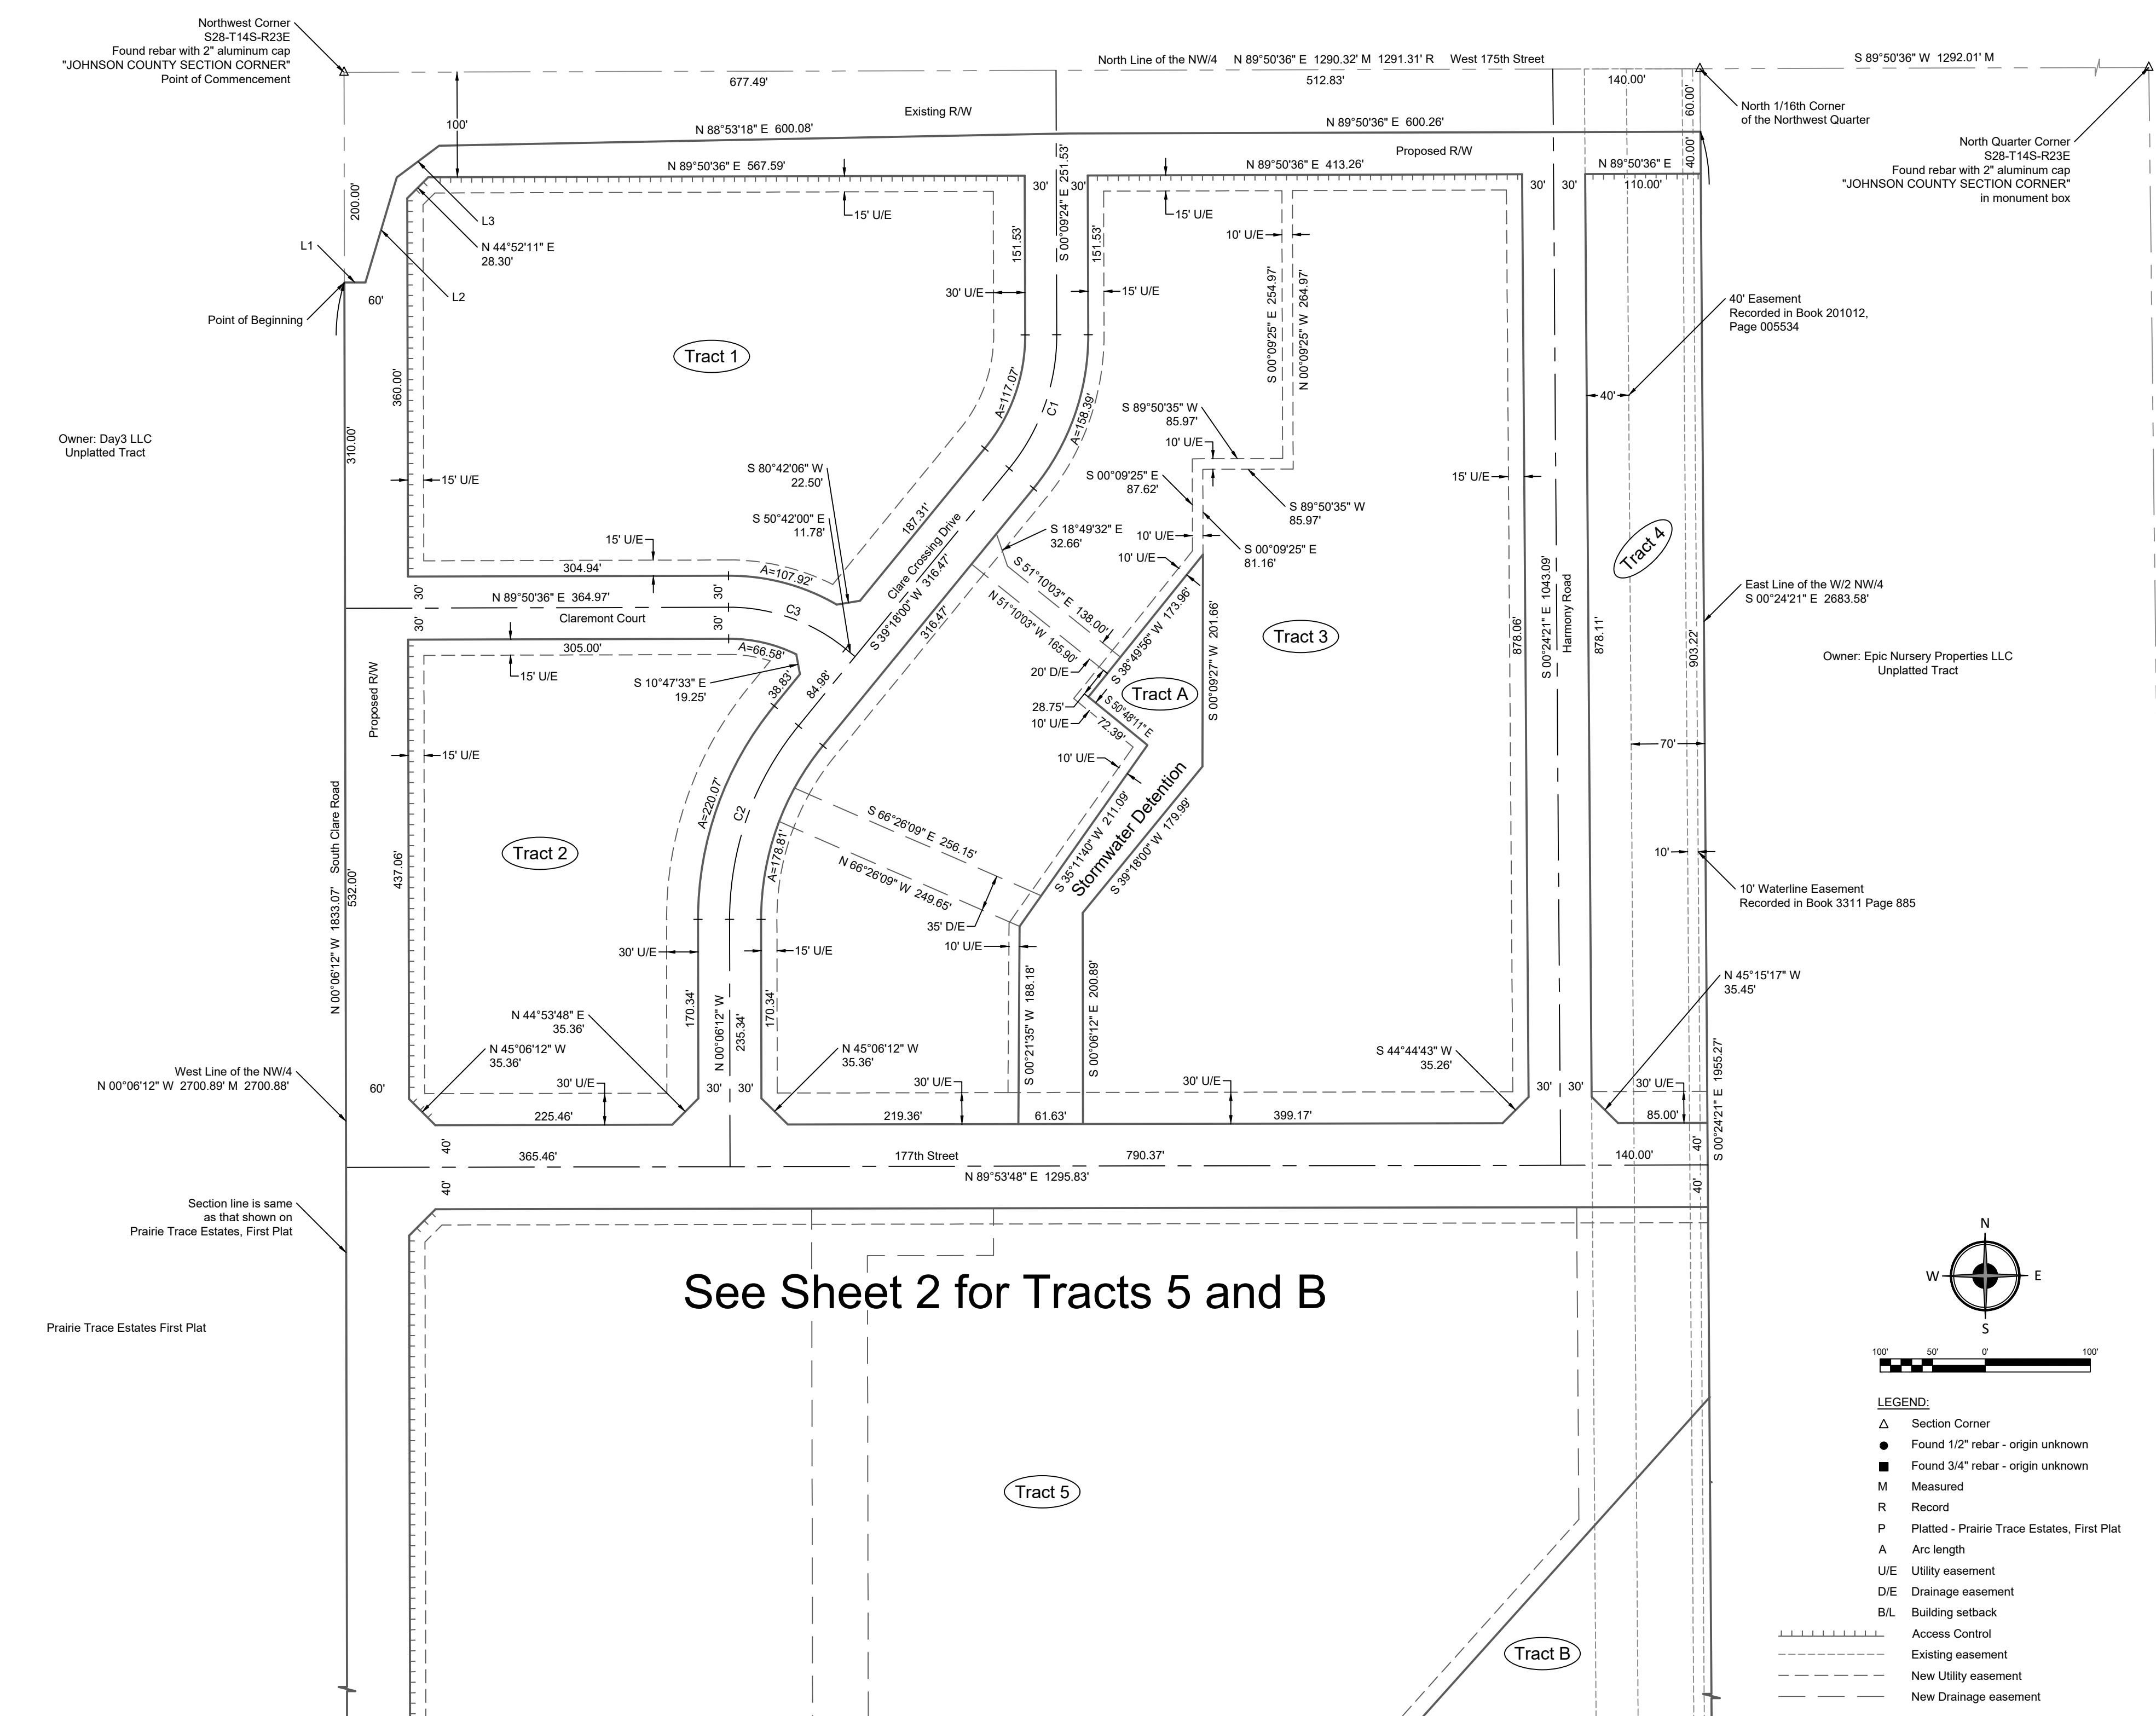 Northwest Corner
S28-T14S-R23E
Found rebar with 2" aluminum cap
"JOHNSON COUNTY SECTION CORNER"
Point of Commencement
North Line of the NW/4 N 89°50'36" E 1290.32' M 1291.31' R West 175th Street
S 89°50'36" W 1292.01' M
677.49'
512.83'
140.00'
60.00'
North 1/16th Corner
of the Northwest Quarter
North Quarter Corner
S28-T14S-R23E
Found rebar with 2" aluminum cap
"JOHNSON COUNTY SECTION CORNER"
in monument box
100'
Existing R/W
N 88°53'18" E 600.08'
N 89°50'36" E 600.26'
Proposed R/W
40.00'
N 89°50'36" E 567.59'
N 89°50'36" E 413.26'
N 89°50'36" E
110.00'
30'
30'
30'
30'
S 00°09'24" E 251.53'
200.00'
L3
N 44°52'11" E
28.30'
L1
L2
60'
Point of Beginning
15' U/E
15' U/E
10' U/E
151.53'
151.53'
30' U/E
15' U/E
S 00°09'25" E 254.97'
N 00°09'25" W 264.97'
40' Easement
Recorded in Book 201012,
Page 005534
Tract 1
360.00'
310.00'
A=117.07'
C1
A=158.39'
40'
Owner: Day3 LLC
Unplatted Tract
S 89°50'35" W
85.97'
10' U/E
S 00°09'25" E
87.62'
S 89°50'35" W
85.97'
15' U/E
15' U/E
S 80°42'06" W
22.50'
S 50°42'00" E
11.78'
187.31'
Clare Crossing Drive
S 39°18'00" W 316.47'
316.47'
S 18°49'32" E
32.66'
10' U/E
10' U/E
S 00°09'25" E
81.16'
Tract 4
15' U/E
304.94'
A=107.92'
30'
30'
N 89°50'36" E 364.97'
Claremont Court
C3
30'
30'
305.00'
A=66.58'
15' U/E
S 10°47'33" E
19.25'
38.83'
84.98'
S 51°10'03" E 138.00'
N 51°10'03" W 165.90'
S 38°49'56" W 173.96'
S 00°09'27" W 201.66'
Tract 3
878.06'
S 00°24'21" E 1043.09'
Harmony Road
878.11'
903.22'
East Line of the W/2 NW/4
S 00°24'21" E 2683.58'
Owner: Epic Nursery Properties LLC
Unplatted Tract
20' D/E
Tract A
28.75'
10' U/E
S 50°48'11" E
72.39'
10' U/E
Proposed R/W
15' U/E
70'
A=220.07'
C2
Tract 2
437.06'
532.00'
N 00°06'12" W 1833.07' South Clare Road
S 66°26'09" E 256.15'
N 66°26'09" W 249.65'
A=178.81'
S 35°11'40" W 211.09'
Stormwater Detention
S 39°18'00" W 179.99'
35' D/E
10'
10' Waterline Easement
Recorded in Book 3311 Page 885
30' U/E
15' U/E
10' U/E
170.34'
N 00°06'12" W
235.34'
170.34'
S 00°21'35" W 188.18'
S 00°06'12" E 200.89'
N 45°15'17" W
35.45'
N 44°53'48" E
35.36'
N 45°06'12" W
35.36'
N 45°06'12" W
35.36'
S 44°44'43" W
35.26'
West Line of the NW/4
N 00°06'12" W 2700.89' M 2700.88'
60'
30' U/E
30'
30'
30' U/E
30' U/E
30'
30'
30' U/E
225.46'
219.36'
61.63'
399.17'
85.00'
S 00°24'21" E 1955.27'
40'
365.46'
177th Street
790.37'
140.00'
40'
N 89°53'48" E 1295.83'
40'
40'
Section line is same
as that shown on
Prairie Trace Estates, First Plat
See Sheet 2 for Tracts 5 and B
Prairie Trace Estates First Plat
Tract 5
Tract B
N
W
E
S
100' 50' 0' 100'
LEGEND:
Section Corner
Found 1/2" rebar - origin unknown
Found 3/4" rebar - origin unknown
M Measured
R Record
P Platted - Prairie Trace Estates, First Plat
A Arc length
U/E Utility easement
D/E Drainage easement
B/L Building setback
Access Control
Existing easement
New Utility easement
New Drainage easement